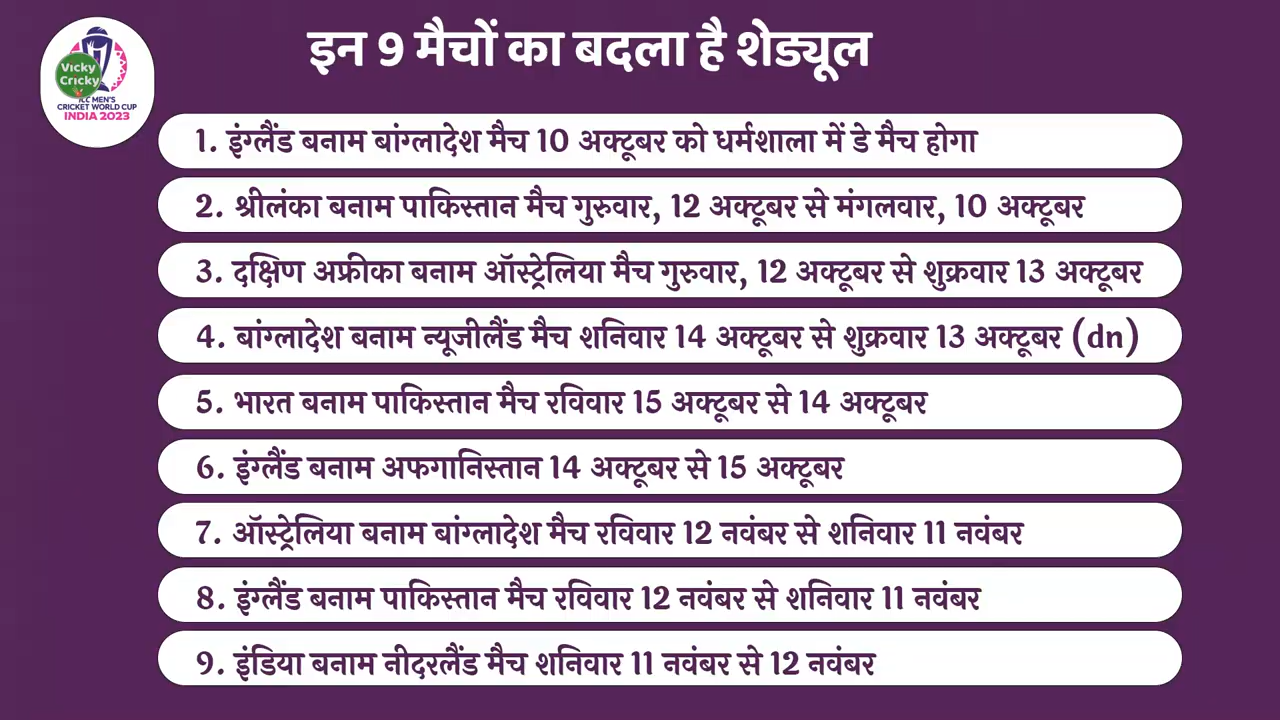 इन 9 मैचों का बदला है शेड्यूल
Vicky
Cricky
ICC MEN'S
CRICKET WORLD CUP
INDIA 2023
1. इंग्लैंड बनाम बांग्लादेश मैच 10 अक्टूबर को धर्मशाला में डे मैच होगा
2. श्रीलंका बनाम पाकिस्तान मैच गुरुवार, 12 अक्टूबर से मंगलवार, 10 अक्टूबर
3. दक्षिण अफ्रीका बनाम ऑस्ट्रेलिया मैच गुरुवार, 12 अक्टूबर से शुक्रवार 13 अक्टूबर
4. बांग्लादेश बनाम न्यूजीलैंड मैच शनिवार 14 अक्टूबर से शुक्रवार 13 अक्टूबर (dn)
5. भारत बनाम पाकिस्तान मैच रविवार 15 अक्टूबर से 14 अक्टूबर
6. इंग्लैंड बनाम अफगानिस्तान 14 अक्टूबर से 15 अक्टूबर
7. ऑस्ट्रेलिया बनाम बांग्लादेश मैच रविवार 12 नवंबर से शनिवार 11 नवंबर
8. इंग्लैंड बनाम पाकिस्तान मैच रविवार 12 नवंबर से शनिवार 11 नवंबर
9. इंडिया बनाम नीदरलैंड मैच शनिवार 11 नवंबर से 12 नवंबर